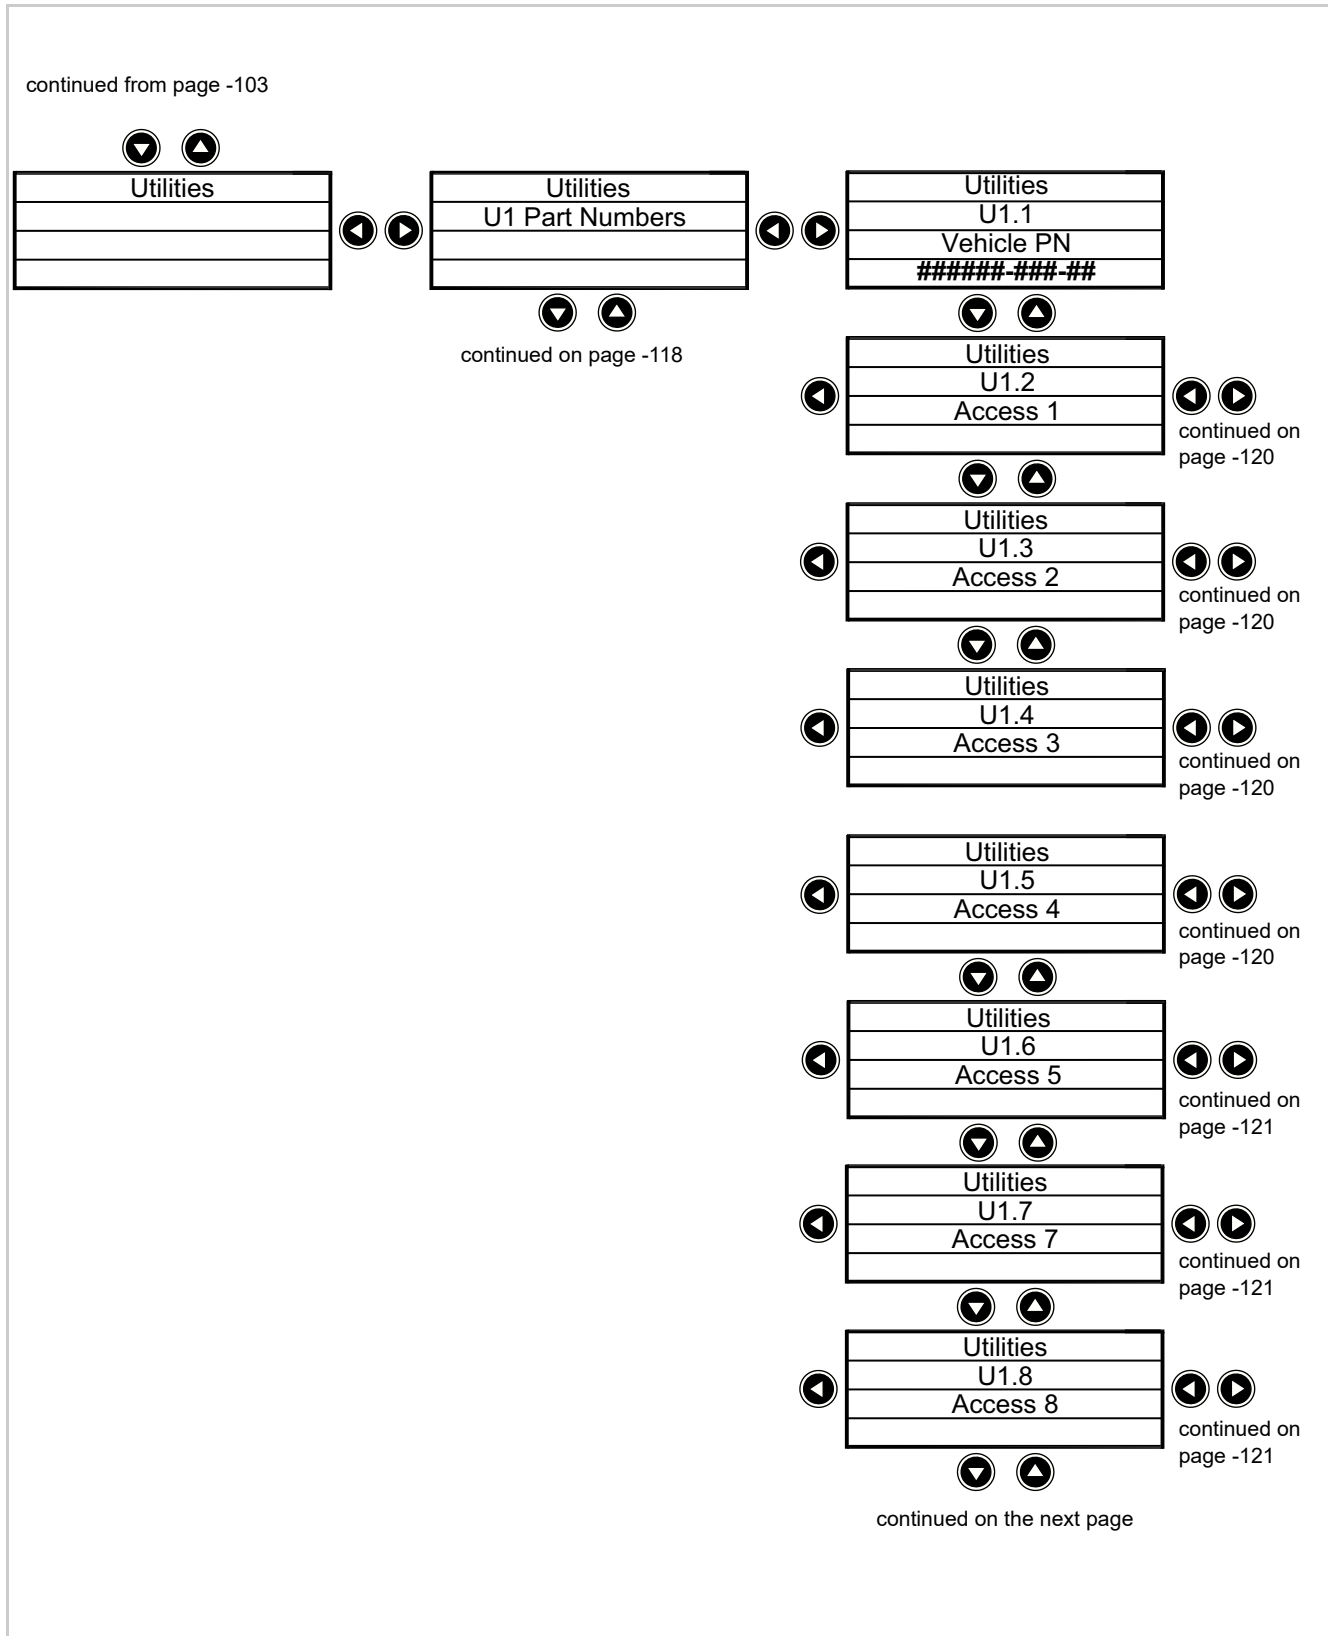 continued from page -103
Utilities
Utilities
U1 Part Numbers
continued on page -118
Utilities
U1.1
Vehicle PN
######-###-##
Utilities
U1.2
Access 1
continued on
page -120
Utilities
U1.3
Access 2
continued on
page -120
Utilities
U1.4
Access 3
continued on
page -120
Utilities
U1.5
Access 4
continued on
page -120
Utilities
U1.6
Access 5
continued on
page -121
Utilities
U1.7
Access 7
continued on
page -121
Utilities
U1.8
Access 8
continued on
page -121
continued on the next page